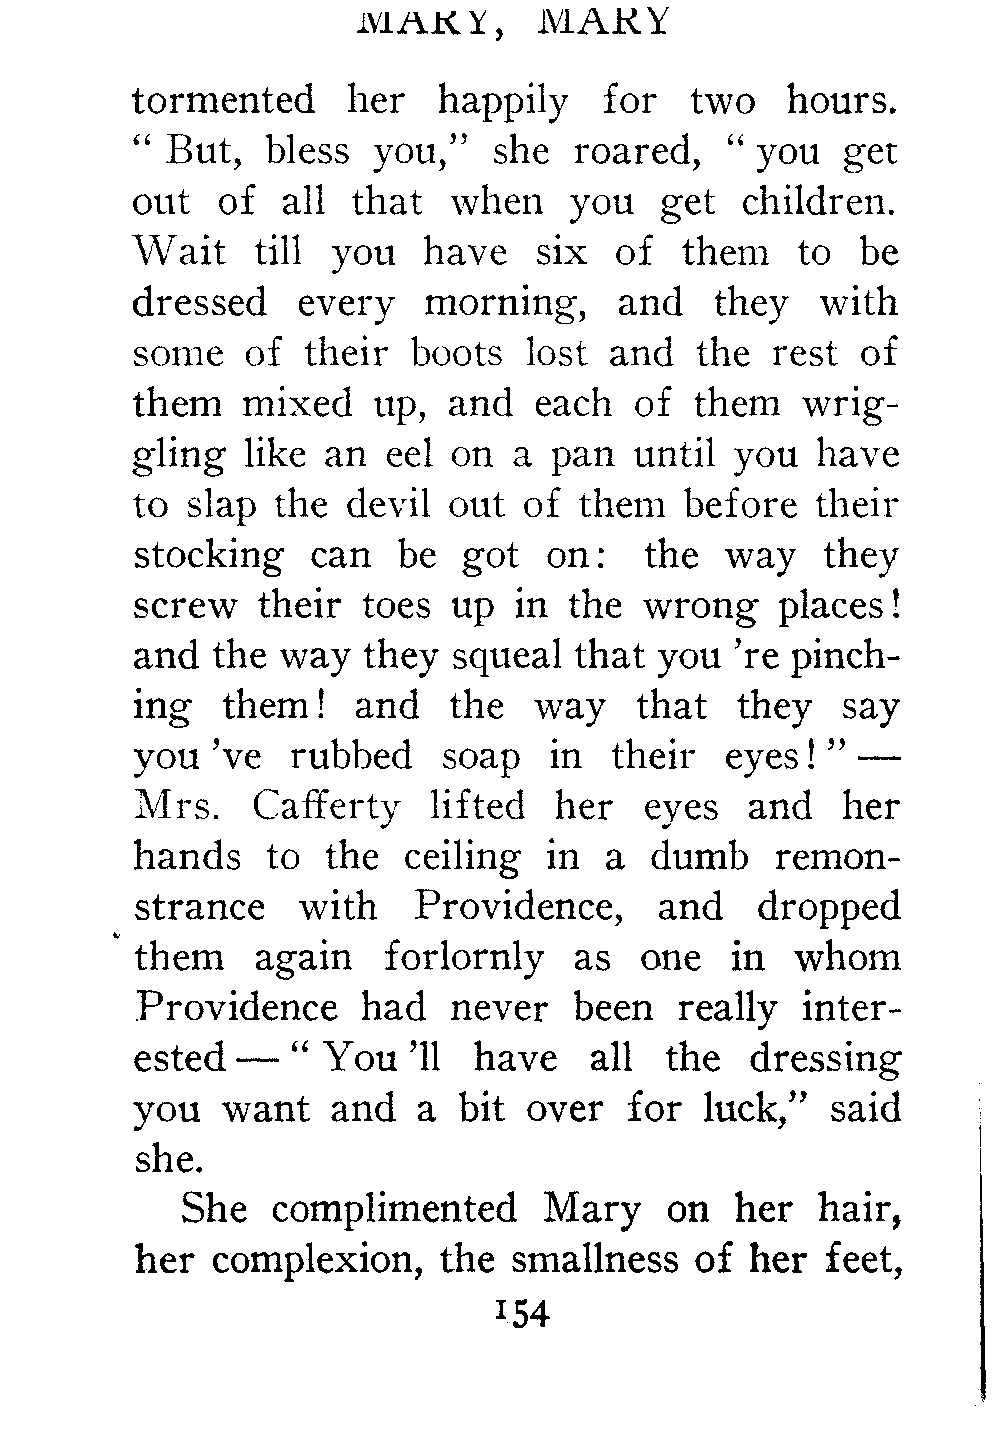 MARY, MARY
tormented her happily for two hours.
“ But, bless you,” she roared, “ you get
out of all that when you get children.
Wait till you have six of them to be
dressed every morning, and they with
some of their boots lost and the rest of
them mixed up, and each of them wrig-
gling like an eel on a pan until you have
to slap the devil out of them before their
stocking can be got on: the way they
screw their toes up in the wrong places!
and the way they squeal that you ’re pinch-
ing them! and the way that they say
you ’ve rubbed soap in their eyes! ” —
Mrs. Cafferty lifted her eyes and her
hands to the ceiling in a dumb remon-
strance with Providence, and dropped
them again forlornly as one in whom
Providence had never been really inter-
ested — “ You ’ll have all the dressing
you want and a bit over for luck,” said
she.
She complimented Mary on her hair,
her complexion, the smallness of her feet,
154